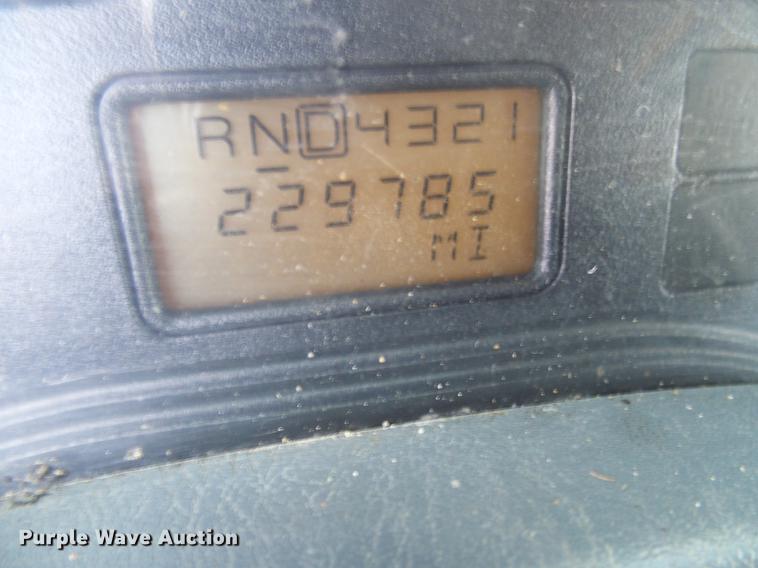 RND4321
229785
MI
Purple Wave Auction